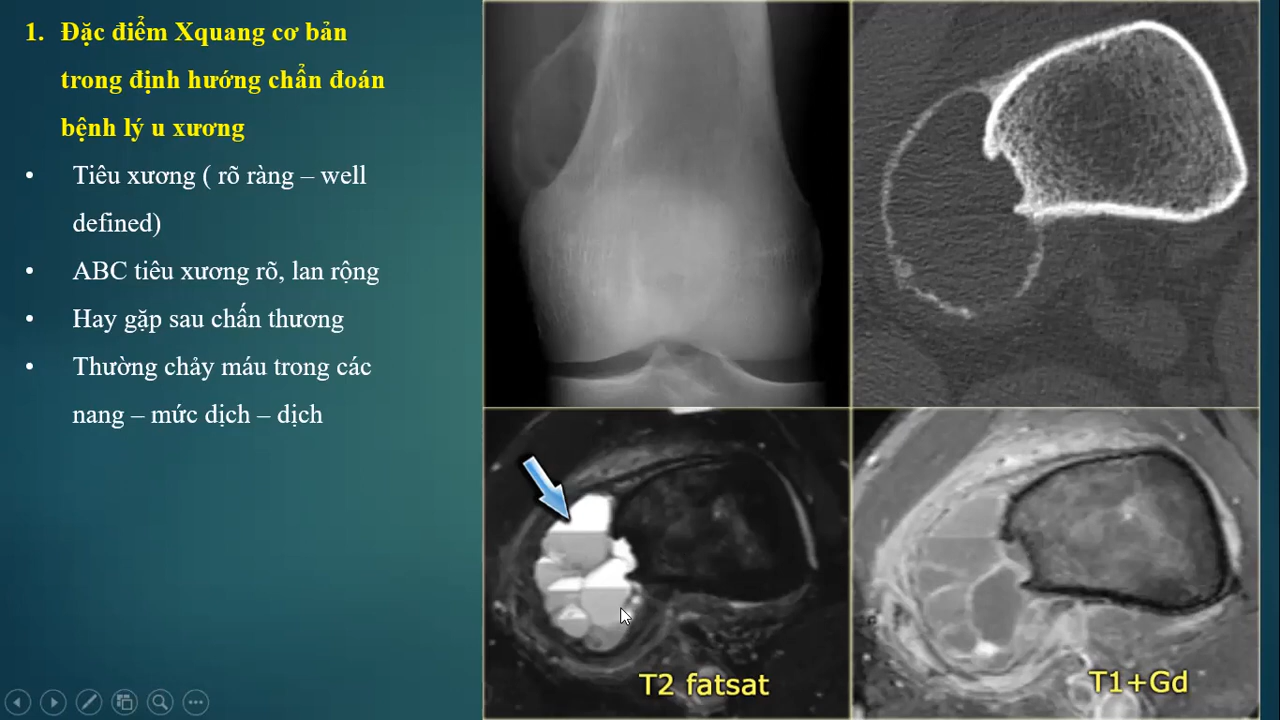 1. Đặc điểm Xquang cơ bản
trong định hướng chẩn đoán
bệnh lý u xương
• Tiêu xương ( rõ ràng – well
defined)
• ABC tiêu xương rõ, lan rộng
• Hay gặp sau chấn thương
• Thường chảy máu trong các
nang – mức dịch – dịch
T2 fatsat
T1+Gd